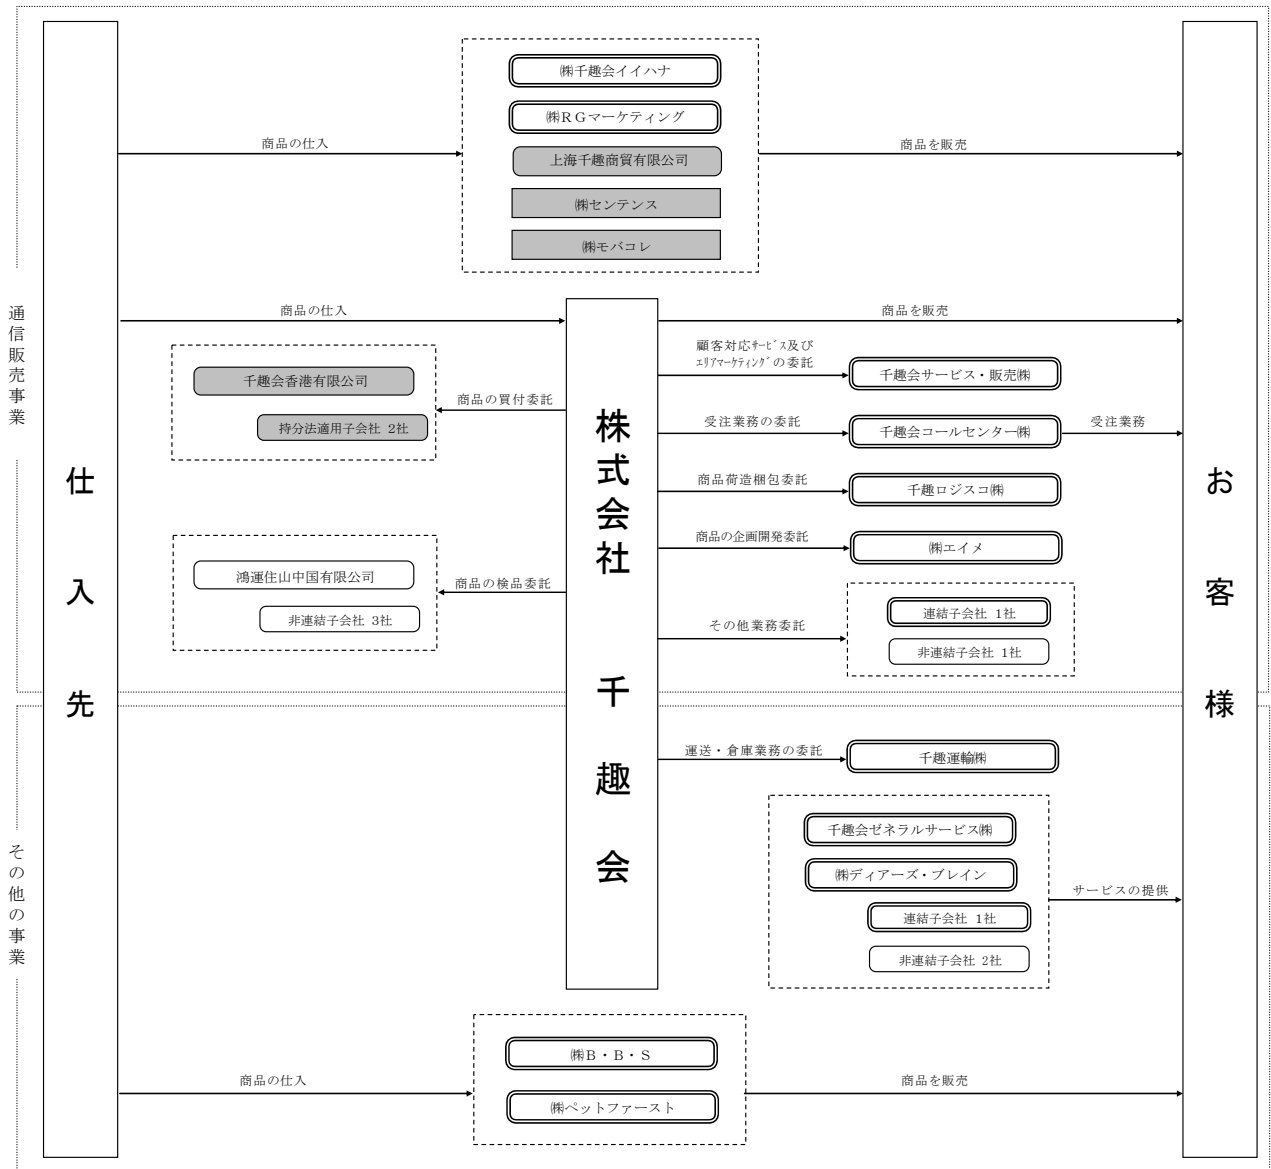 ㈱千趣会イイハナ
㈱ＲＧマーケティング
商品の仕入
商品を販売
上海千趣商貿有限公司
㈱センテンス
㈱モバコレ
通信販売事業
商品の仕入
商品を販売
顧客対応ｻｰﾋﾞｽ及び
ｴﾘｱﾏｰｹﾃｨﾝｸﾞの委託
千趣会サービス・販売㈱
千趣会香港有限公司
商品の買付委託
持分法適用子会社 2社
受注業務の委託
千趣会コールセンター㈱
受注業務
商品荷造梱包委託
千趣ロジスコ㈱
商品の企画開発委託
㈱エイメ
鴻運住山中国有限公司
商品の検品委託
非連結子会社 3社
その他業務委託
連結子会社 1社
非連結子会社 1社
仕入先
株式会社 千趣会
お客様
その他の事業
運送・倉庫業務の委託
千趣運輸㈱
千趣会ゼネラルサービス㈱
㈱ディアーズ・ブレイン
サービスの提供
連結子会社 1社
非連結子会社 2社
㈱Ｂ・Ｂ・Ｓ
商品の仕入
商品を販売
㈱ペットファースト